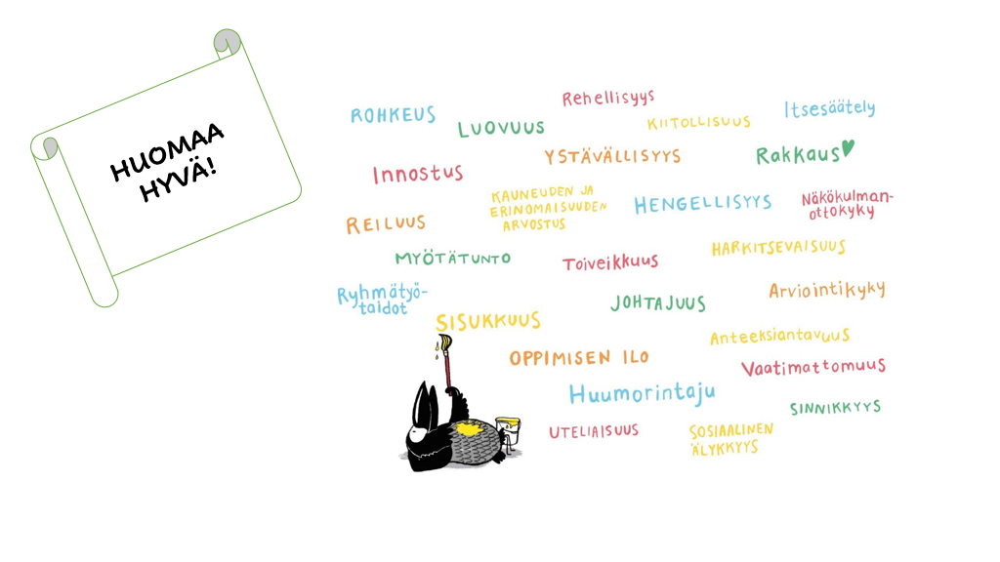 HUOMAA
HYVÄ!
ROHKEUS
LUOVUUS
Rehellisyys
KIITOLLISUUS
Itsesäätely
Innostus
YSTÄVÄLLISYYS
Rakkaus
KAUNEUDEN JA
ERINOMAISUUDEN
ARVOSTUS
HENGELLISYYS
Näkökulman-
ottokyky
REILUUS
MYÖTÄTUNTO
Toiveikkuus
HARKITSEVAISUUS
Ryhmätyö-
taidot
SISUKKUUS
JOHTAJUUS
Arviointikyky
OPPIMISEN ILO
Anteeksiantavuus
Vaatimattomuus
Huumorintaju
SINNIKKYYS
UTELIAISUUS
SOSIAALINEN
ÄLYKKYYS